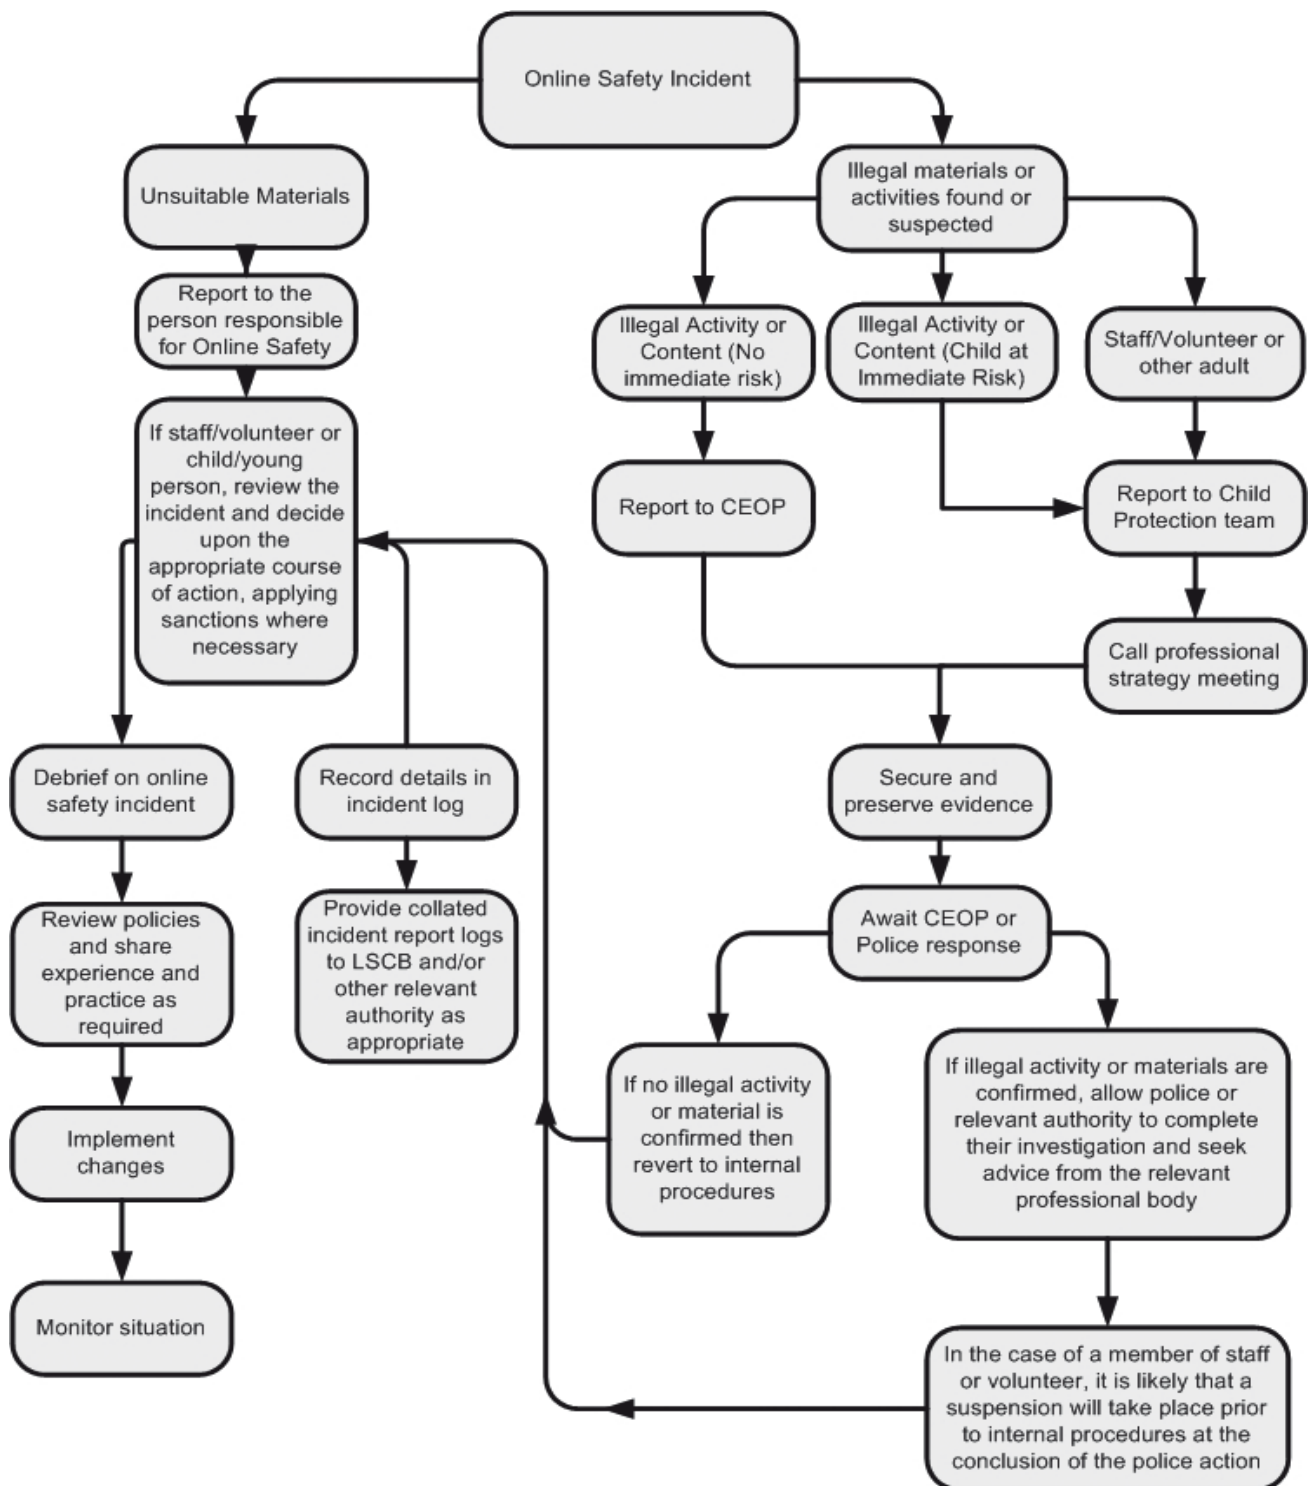 Online Safety Incident
Unsuitable Materials
Illegal materials or
activities found or
suspected
Report to the
person responsible
for Online Safety
Illegal Activity or
Content (No
immediate risk)
Illegal Activity or
Content (Child at
Immediate Risk)
Staff/Volunteer or
other adult
If staff/volunteer or
child/young
person, review the
incident and decide
upon the
appropriate course
of action, applying
sanctions where
necessary
Report to CEOP
Report to Child
Protection team
Call professional
strategy meeting
Debrief on online
safety incident
Record details in
incident log
Secure and
preserve evidence
Review policies
and share
experience and
practice as
required
Provide collated
incident report logs
to LSCB and/or
other relevant
authority as
appropriate
Await CEOP or
Police response
If no illegal activity
or material is
confirmed then
revert to internal
procedures
If illegal activity or materials are
confirmed, allow police or
relevant authority to complete
their investigation and seek
advice from the relevant
professional body
Implement
changes
Monitor situation
In the case of a member of staff
or volunteer, it is likely that a
suspension will take place prior
to internal procedures at the
conclusion of the police action